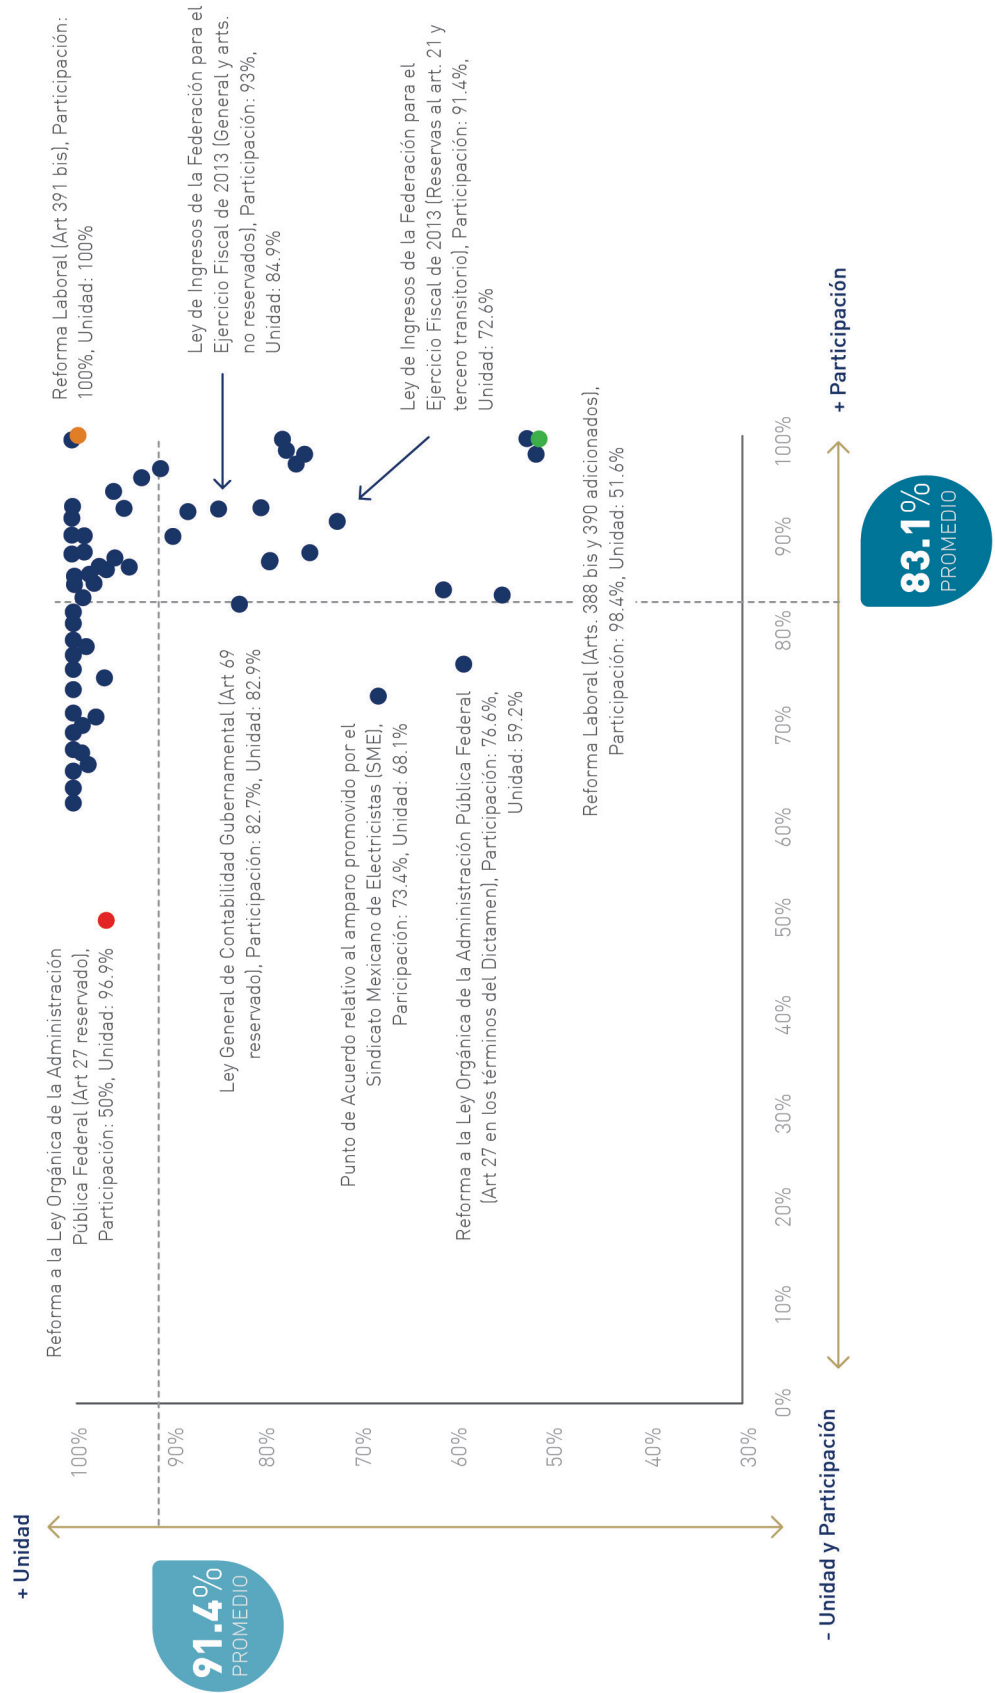 + Unidad
91.4%
PROMEDIO
100%
90%
80%
70%
60%
50%
40%
30%
Reforma a la Ley Orgánica de la Administración
Pública Federal (Art 27 reservado),
Participación: 50%, Unidad: 96.9%
Reforma Laboral (Art 391 bis), Participación:
100%, Unidad: 100%
Ley de Ingresos de la Federación para el
Ejercicio Fiscal de 2013 (General y arts.
no reservados), Participación: 93%,
Unidad: 84.9%
Ley General de Contabilidad Gubernamental (Art 69
reservado), Participación: 82.7%, Unidad: 82.9%
Ley de Ingresos de la Federación para el
Ejercicio Fiscal de 2013 (Reservas al art. 21 y
tercero transitorio), Participación: 91.4%,
Unidad: 72.6%
Punto de Acuerdo relativo al amparo promovido por el
Sindicato Mexicano de Electricistas (SME),
Paricipación: 73.4%, Unidad: 68.1%
Reforma a la Ley Orgánica de la Administración Pública Federal
(Art 27 en los términos del Dictamen), Participación: 76.6%,
Unidad: 59.2%
Reforma Laboral (Arts. 388 bis y 390 adicionados),
Participación: 98.4%, Unidad: 51.6%
0%
10%
20%
30%
40%
50%
60%
70%
80%
90%
100%
- Unidad y Participación
+ Participación
83.1%
PROMEDIO